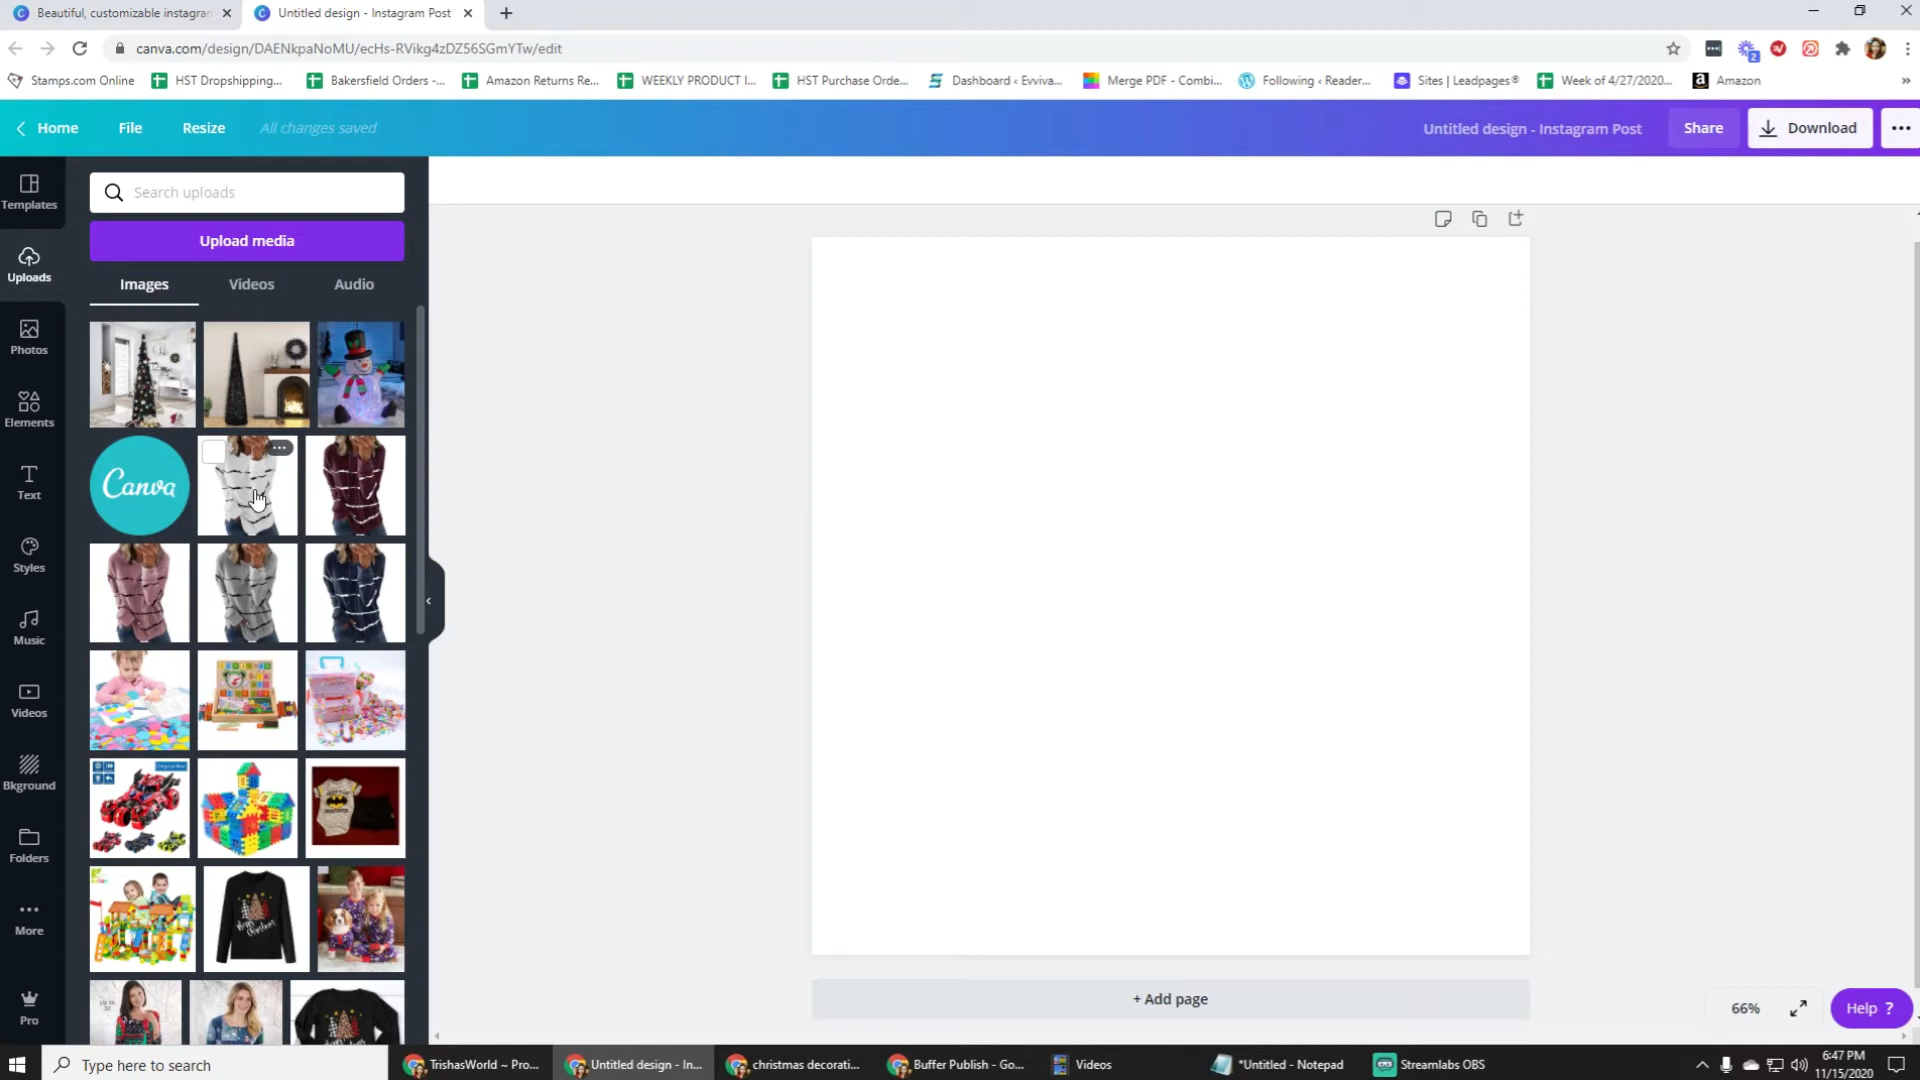 Beautiful, customizable instagran
Untitled design - Instagram Post
canva.com/design/DAENkpaNoMU/ecHs-RVikg4zDZ56SGmYTw/edit
Stamps.com Online
HST Dropshipping...
Bakersfield Orders -...
Amazon Returns Re...
WEEKLY PRODUCT I...
HST Purchase Orde...
Dashboard ‹ Evviva...
Merge PDF - Combi...
Following ‹ Reader...
Sites | Leadpages®
Week of 4/27/2020...
Amazon
Home
File
Resize
All changes saved
Untitled design - Instagram Post
Share
Download
Templates
Uploads
Photos
Elements
Text
Styles
Music
Videos
Bkground
Folders
More
Pro
Search uploads
Upload media
Images
Videos
Audio
Canva
+ Add page
66%
Help ?
Type here to search
TrishasWorld ~ Pro...
Untitled design - In...
christmas decorati...
Buffer Publish - Go...
Videos
*Untitled - Notepad
Streamlabs OBS
6:47 PM
11/15/2020